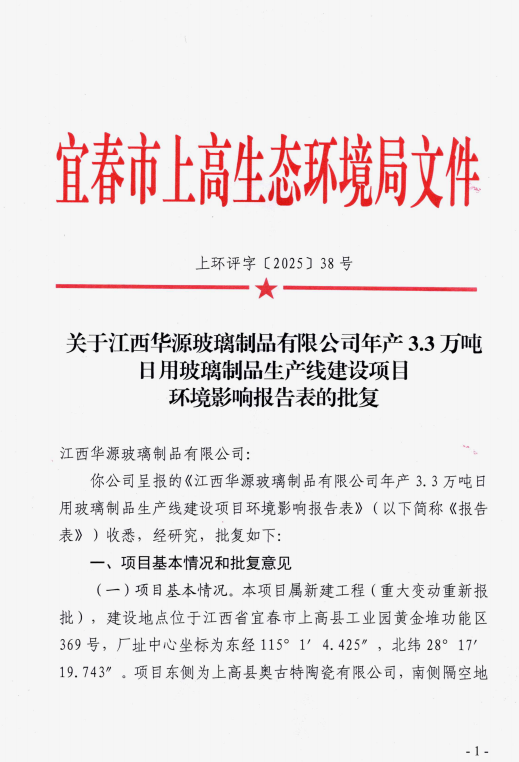 宜春市上高生态环境局文件
上环评字〔2025〕38号
关于江西华源玻璃制品有限公司年产3.3万吨
日用玻璃制品生产线建设项目
环境影响报告表的批复
江西华源玻璃制品有限公司：
你公司呈报的《江西华源玻璃制品有限公司年产3.3万吨日
用玻璃制品生产线建设项目环境影响报告表》（以下简称《报告
表》）收悉，经研究，批复如下：
一、项目基本情况和批复意见
（一）项目基本情况。本项目属新建工程（重大变动重新报
批），建设地点位于江西省宜春市上高县工业园黄金堆功能区
369号，厂址中心坐标为东经115°1′4.425″，北纬28°17′
19.743″。项目东侧为上高县奥古特陶瓷有限公司，南侧隔空地
-1-